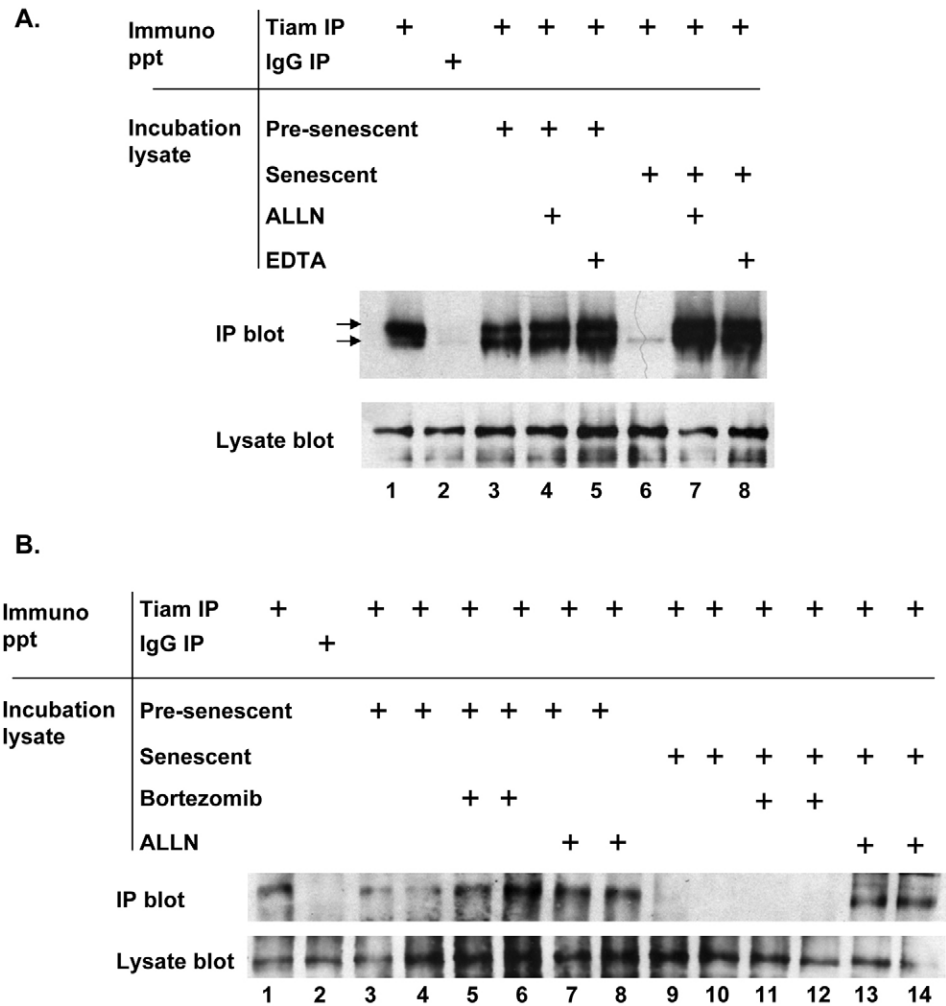 A.
Immuno ppt
Tiam IP + + + + + + +
IgG IP +
Incubation lysate
Pre-senescent + + +
Senescent + + +
ALLN + +
EDTA + +
IP blot
Lysate blot
1 2 3 4 5 6 7 8
B.
Immuno ppt
Tiam IP + + + + + + + + + + + + +
IgG IP +
Incubation lysate
Pre-senescent + + + + + +
Senescent + + + + + +
Bortezomib + + + +
ALLN + + + +
IP blot
Lysate blot
1 2 3 4 5 6 7 8 9 10 11 12 13 14